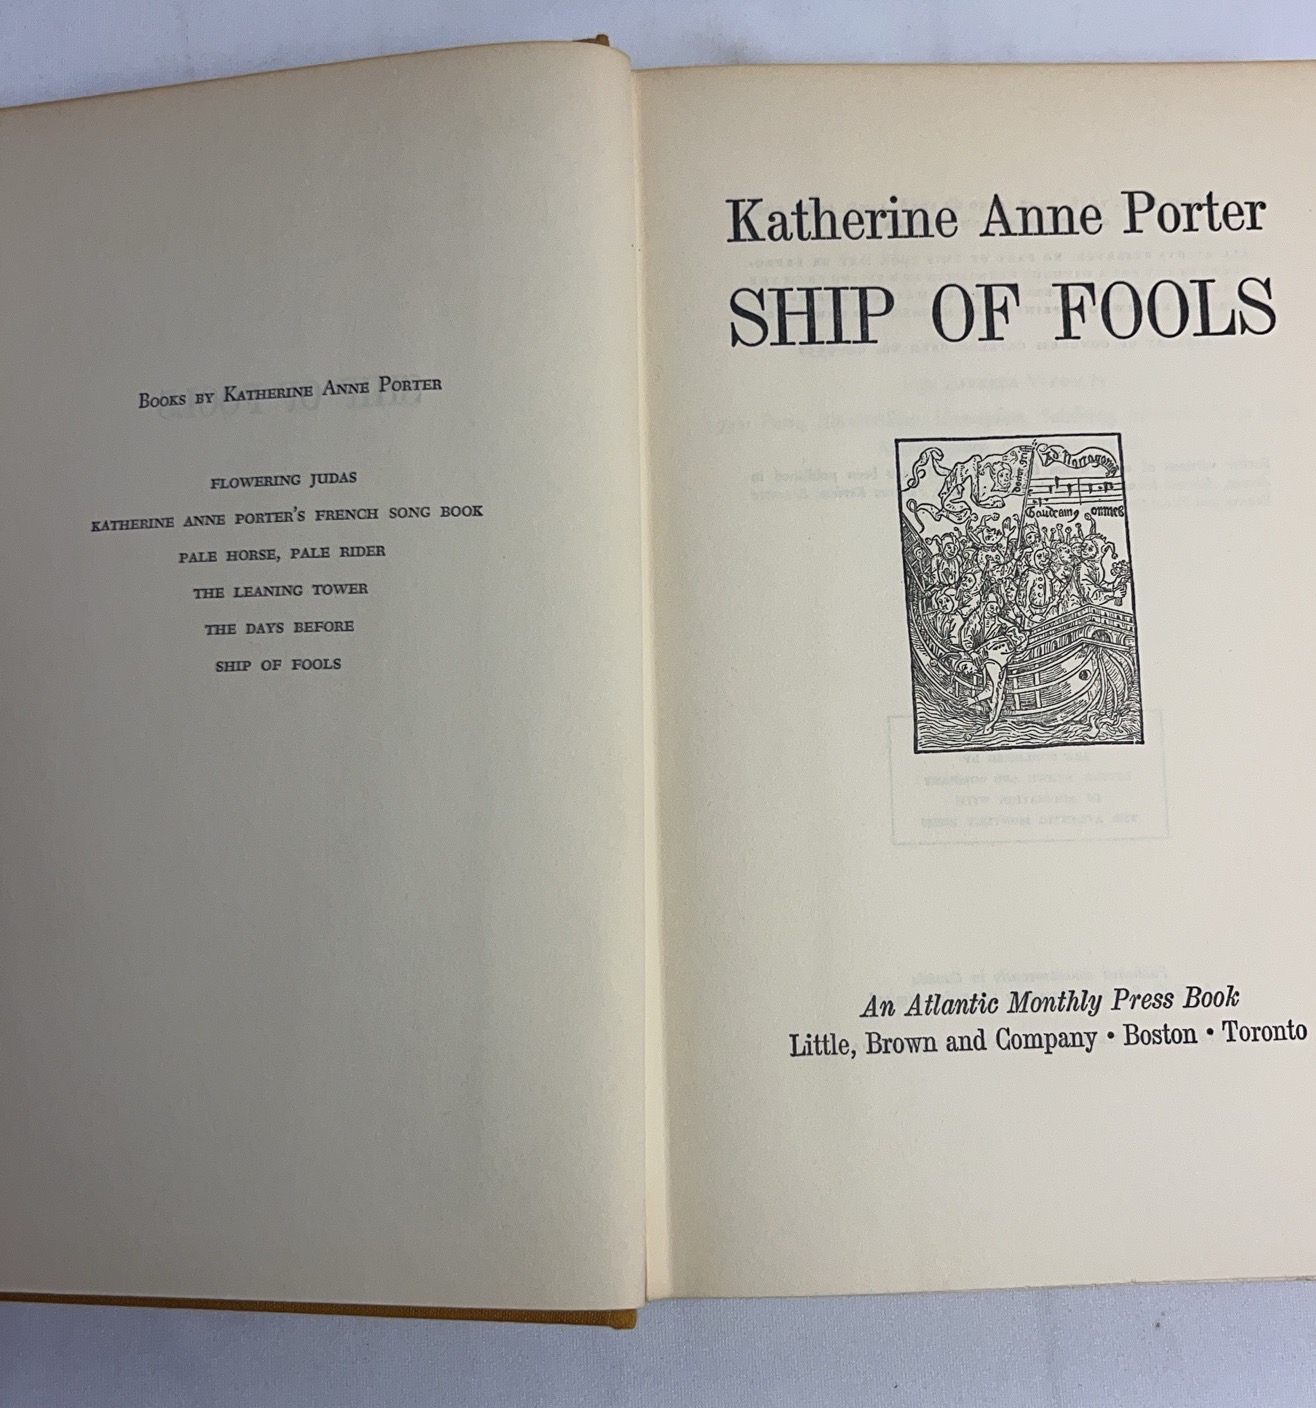 Books by Katherine Anne Porter
FLOWERING JUDAS
KATHERINE ANNE PORTER'S FRENCH SONG BOOK
PALE HORSE, PALE RIDER
THE LEANING TOWER
THE DAYS BEFORE
SHIP OF FOOLS
Katherine Anne Porter
SHIP OF FOOLS
Gaudeamus omnes
An Atlantic Monthly Press Book
Little, Brown and Company • Boston • Toronto